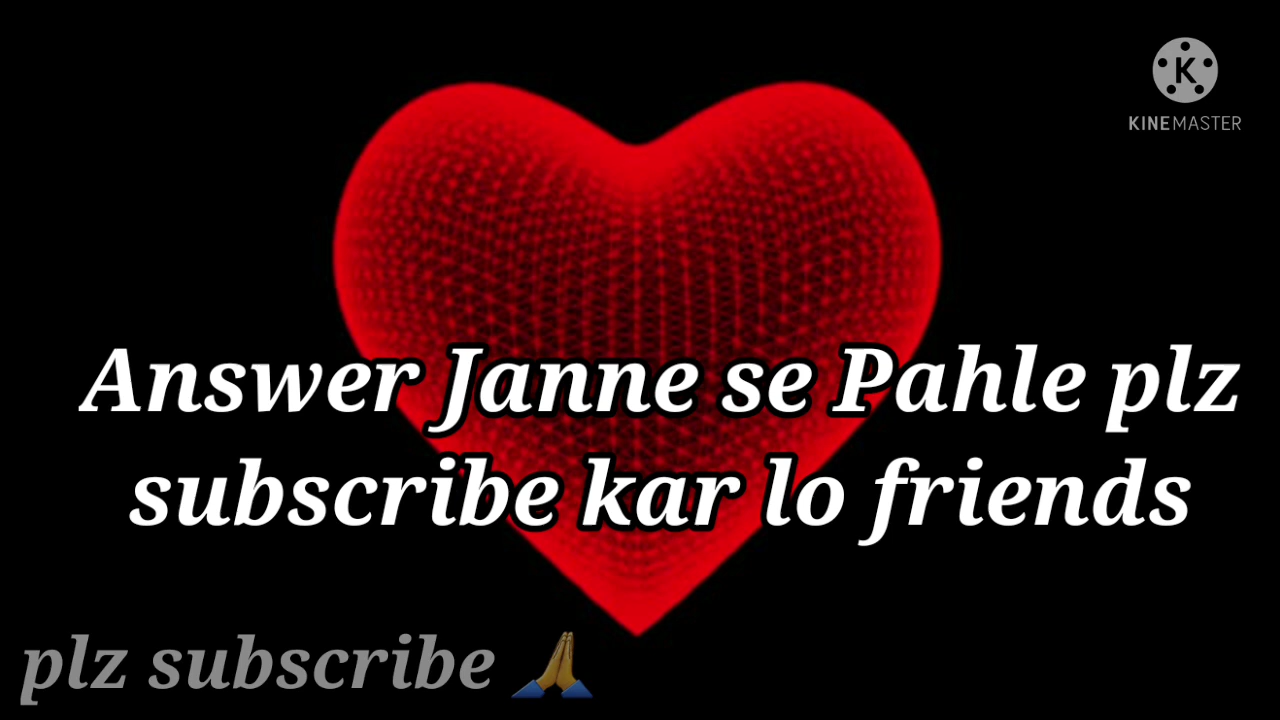 K
KINEMASTER
Answer Janne se Pahle plz
subscribe kar lo friends
plz subscribe 🙏